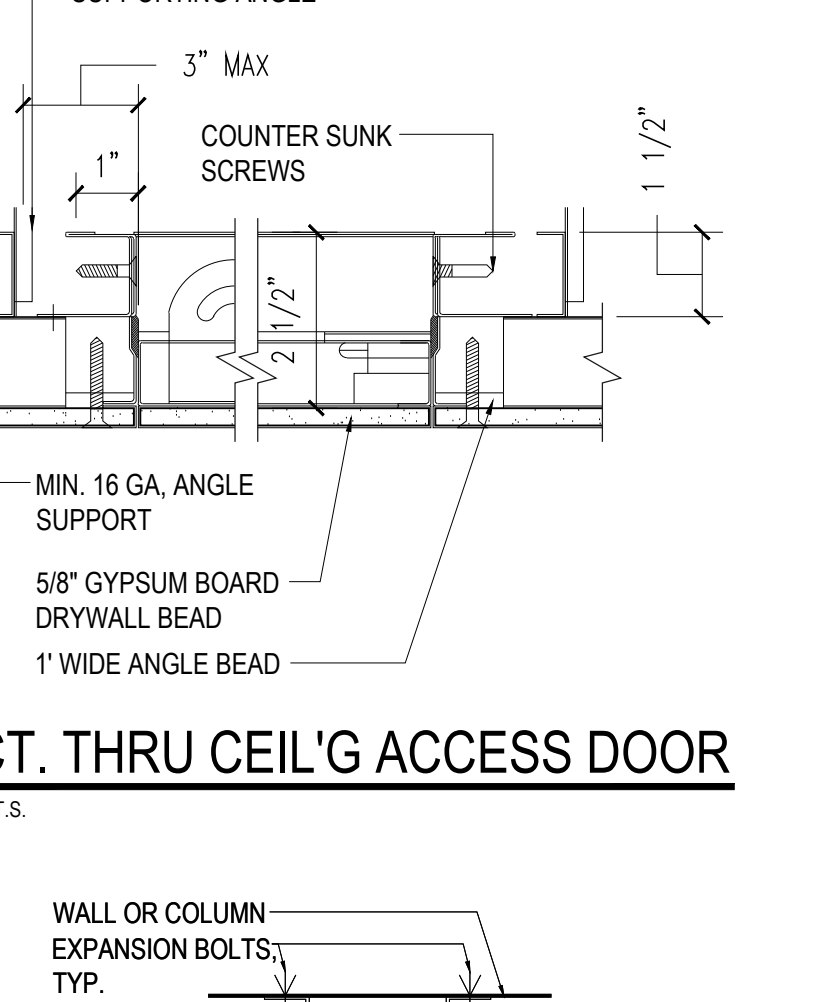 SUPPORTING ANGLE
3" MAX
COUNTER SUNK
SCREWS
1"
1 1/2"
2 1/2"
MIN. 16 GA, ANGLE
SUPPORT
5/8" GYPSUM BOARD
DRYWALL BEAD
1' WIDE ANGLE BEAD
CT. THRU CEIL'G ACCESS DOOR
T.S.
WALL OR COLUMN
EXPANSION BOLTS,
TYP.